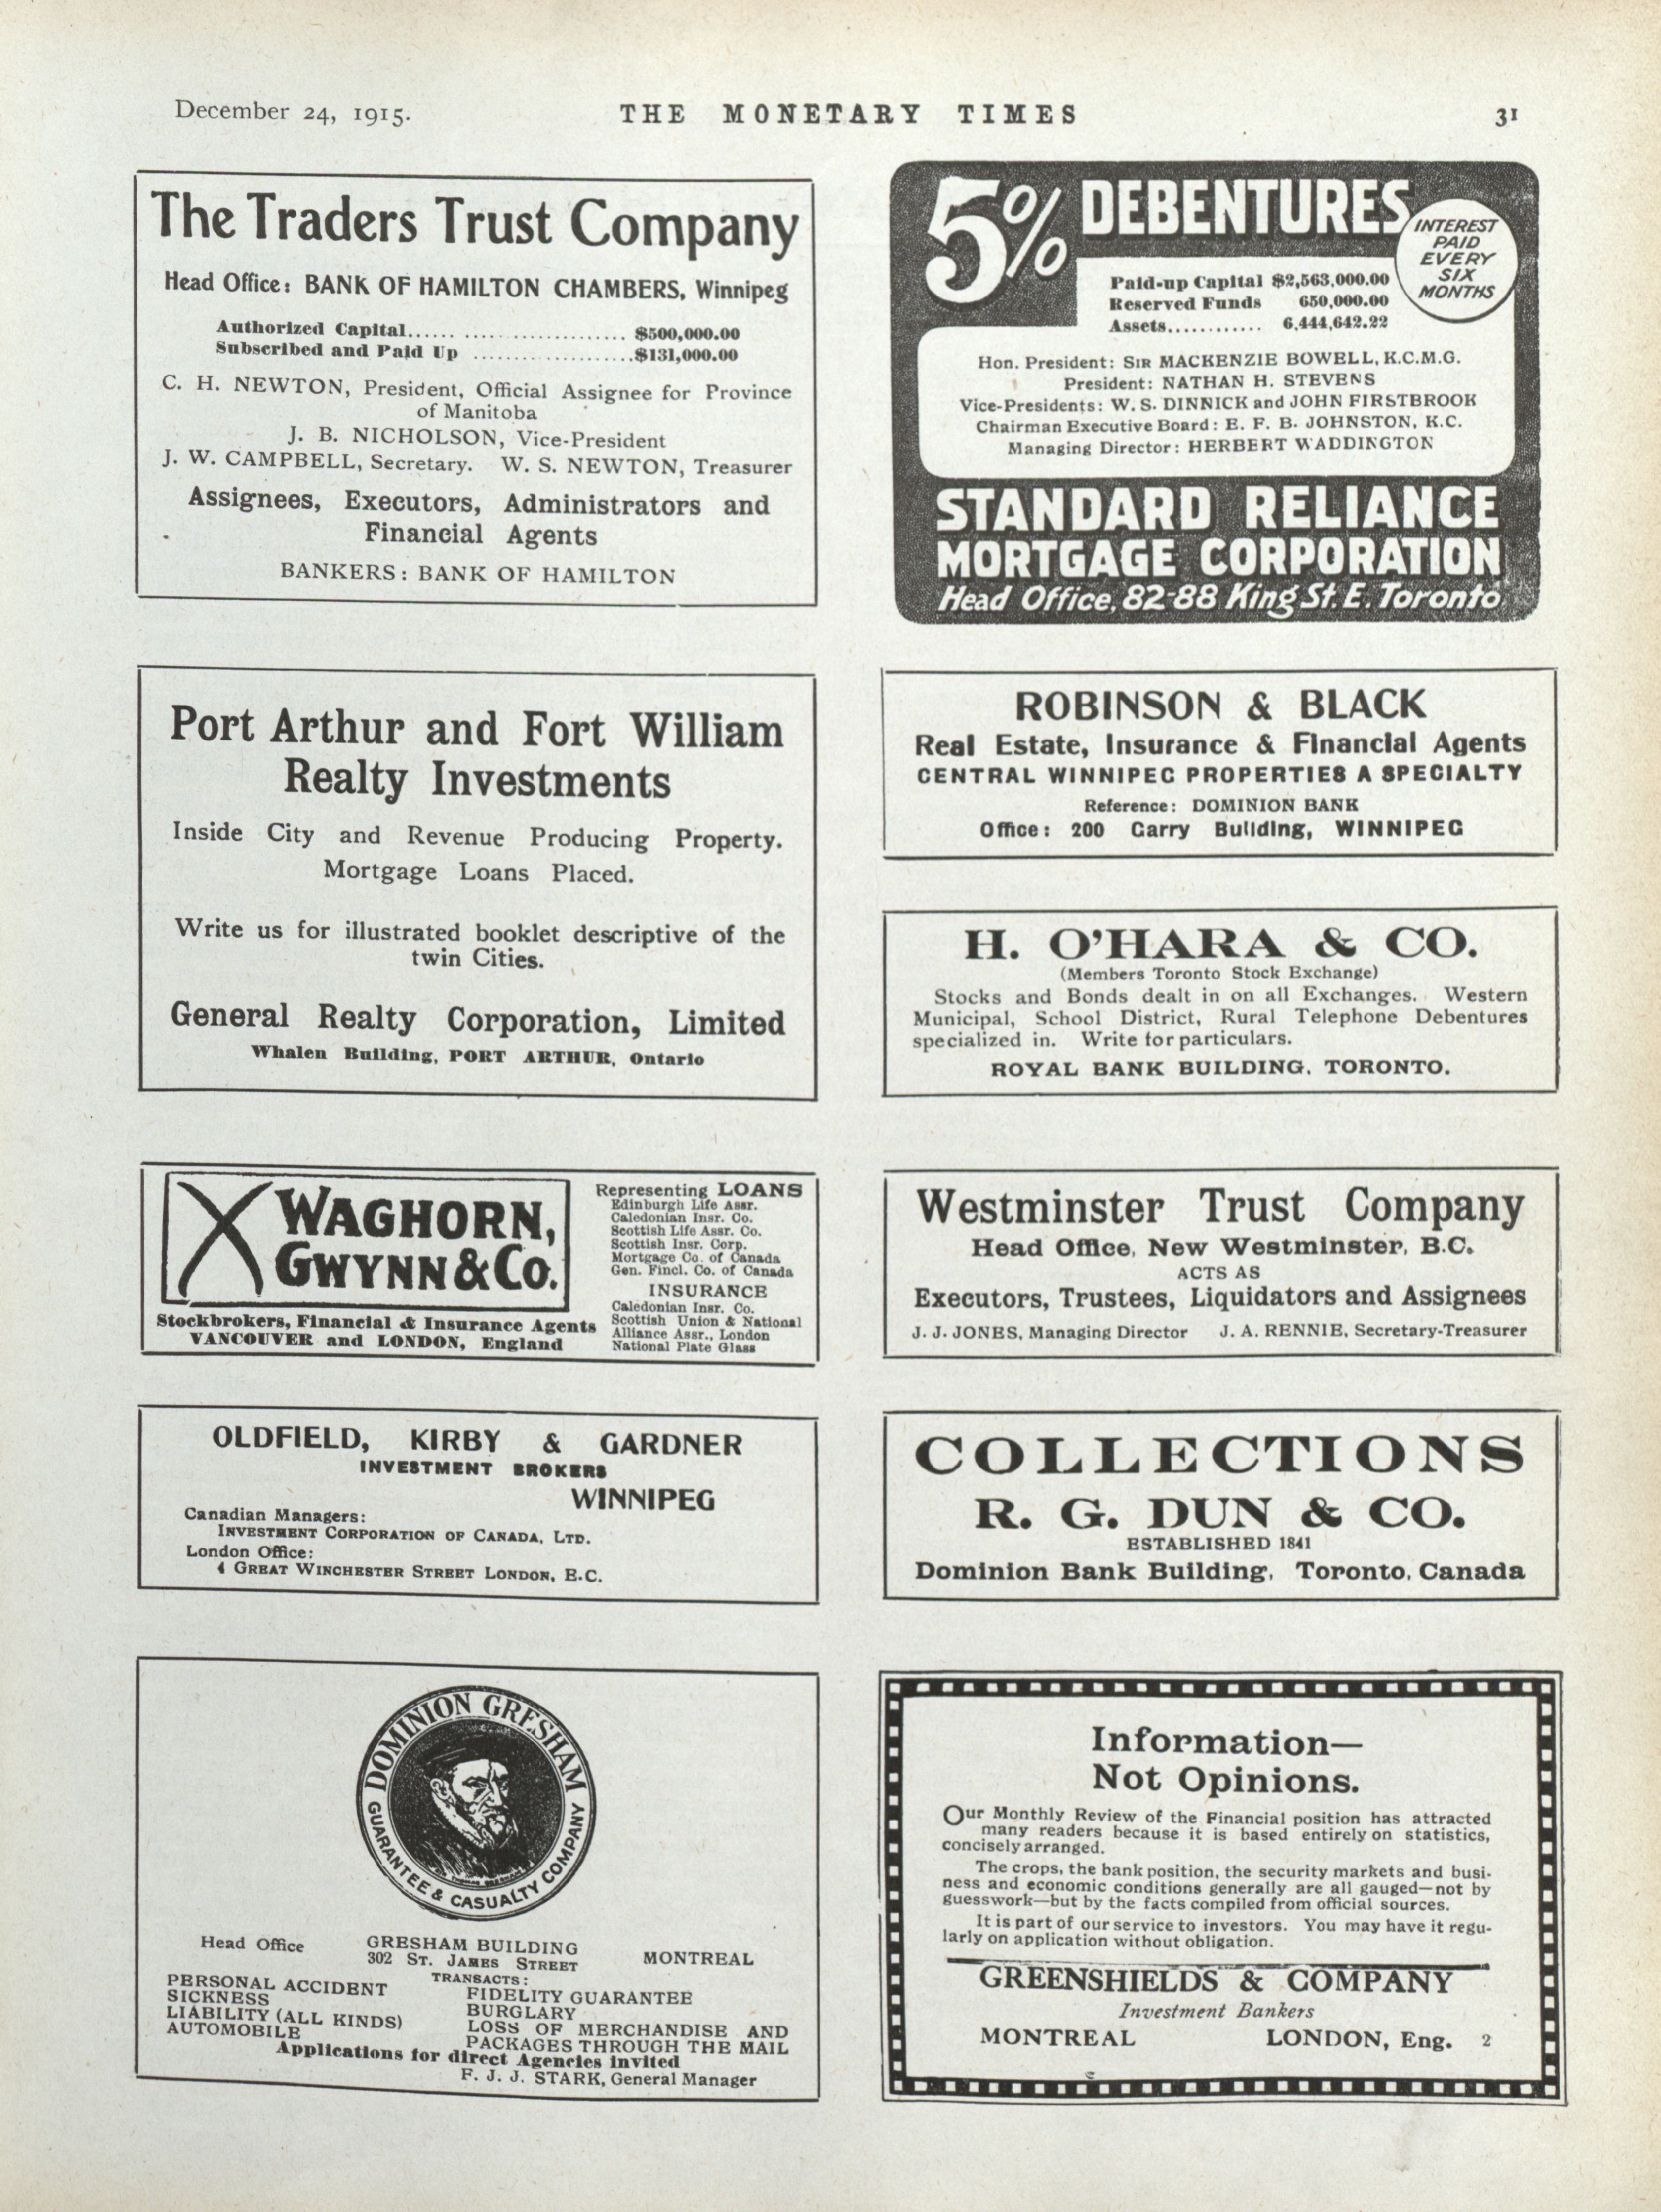 December 24, 1915.
THE MONETARY TIMES
31
The Traders Trust Company
Head Office: BANK OF HAMILTON CHAMBERS, Winnipeg
Authorized Capital...... .... ........................ $500,000.00
Subscribed and Paid Up ........................$131,000.00
C. H. NEWTON, President, Official Assignee for Province
of Manitoba
J. B. NICHOLSON, Vice-President
J. W. CAMPBELL, Secretary. W. S. NEWTON, Treasurer
Assignees, Executors, Administrators and
Financial Agents
BANKERS: BANK OF HAMILTON
Port Arthur and Fort William
Realty Investments
Inside City and Revenue Producing Property.
Mortgage Loans Placed.
Write us for illustrated booklet descriptive of the
twin Cities.
General Realty Corporation, Limited
Whalen Building, PORT ARTHUR, Ontario
WAGHORN,
GWYNN & Co.
Stockbrokers, Financial & Insurance Agents
VANCOUVER and LONDON, England
Representing LOANS
Edinburgh Life Assr.
Caledonian Insr. Co.
Scottish Life Assr. Co.
Scottish Insr. Corp.
Mortgage Co. of Canada
Gen. Fincl. Co. of Canada
INSURANCE
Caledonian Insr. Co.
Scottish Union & National
Alliance Assr., London
National Plate Glass
OLDFIELD, KIRBY & GARDNER
INVESTMENT BROKERS
WINNIPEG
Canadian Managers:
INVESTMENT CORPORATION OF CANADA, LTD.
London Office:
4 GREAT WINCHESTER STREET LONDON, E.C.
DOMINION GRESHAM
GUARANTEE & CASUALTY COMPANY
Head Office
GRESHAM BUILDING
302 ST. JAMES STREET
MONTREAL
TRANSACTS:
PERSONAL ACCIDENT
SICKNESS
LIABILITY (ALL KINDS)
AUTOMOBILE
FIDELITY GUARANTEE
BURGLARY
LOSS OF MERCHANDISE AND
PACKAGES THROUGH THE MAIL
Applications for direct Agencies invited
F. J. J. STARK, General Manager
5% DEBENTURES
INTEREST
PAID
EVERY
SIX
MONTHS
Paid-up Capital $2,563,000.00
Reserved Funds 650,000.00
Assets............ 6,444,642.22
Hon. President: SIR MACKENZIE BOWELL, K.C.M.G.
President: NATHAN H. STEVENS
Vice-Presidents: W. S. DINNICK and JOHN FIRSTBROOK
Chairman Executive Board: E. F. B. JOHNSTON, K.C.
Managing Director: HERBERT WADDINGTON
STANDARD RELIANCE
MORTGAGE CORPORATION
Head Office, 82-88 King St. E. Toronto
ROBINSON & BLACK
Real Estate, Insurance & Financial Agents
CENTRAL WINNIPEG PROPERTIES A SPECIALTY
Reference: DOMINION BANK
Office: 200 Garry Building, WINNIPEG
H. O'HARA & CO.
(Members Toronto Stock Exchange)
Stocks and Bonds dealt in on all Exchanges. Western
Municipal, School District, Rural Telephone Debentures
specialized in. Write for particulars.
ROYAL BANK BUILDING, TORONTO.
Westminster Trust Company
Head Office, New Westminster, B.C.
ACTS AS
Executors, Trustees, Liquidators and Assignees
J. J. JONES, Managing Director J. A. RENNIE, Secretary-Treasurer
COLLECTIONS
R. G. DUN & CO.
ESTABLISHED 1841
Dominion Bank Building, Toronto, Canada
Information—
Not Opinions.
Our Monthly Review of the Financial position has attracted
many readers because it is based entirely on statistics,
concisely arranged.
The crops, the bank position, the security markets and busi-
ness and economic conditions generally are all gauged—not by
guesswork—but by the facts compiled from official sources.
It is part of our service to investors. You may have it regu-
larly on application without obligation.
GREENSHIELDS & COMPANY
Investment Bankers
MONTREAL LONDON, Eng. 2